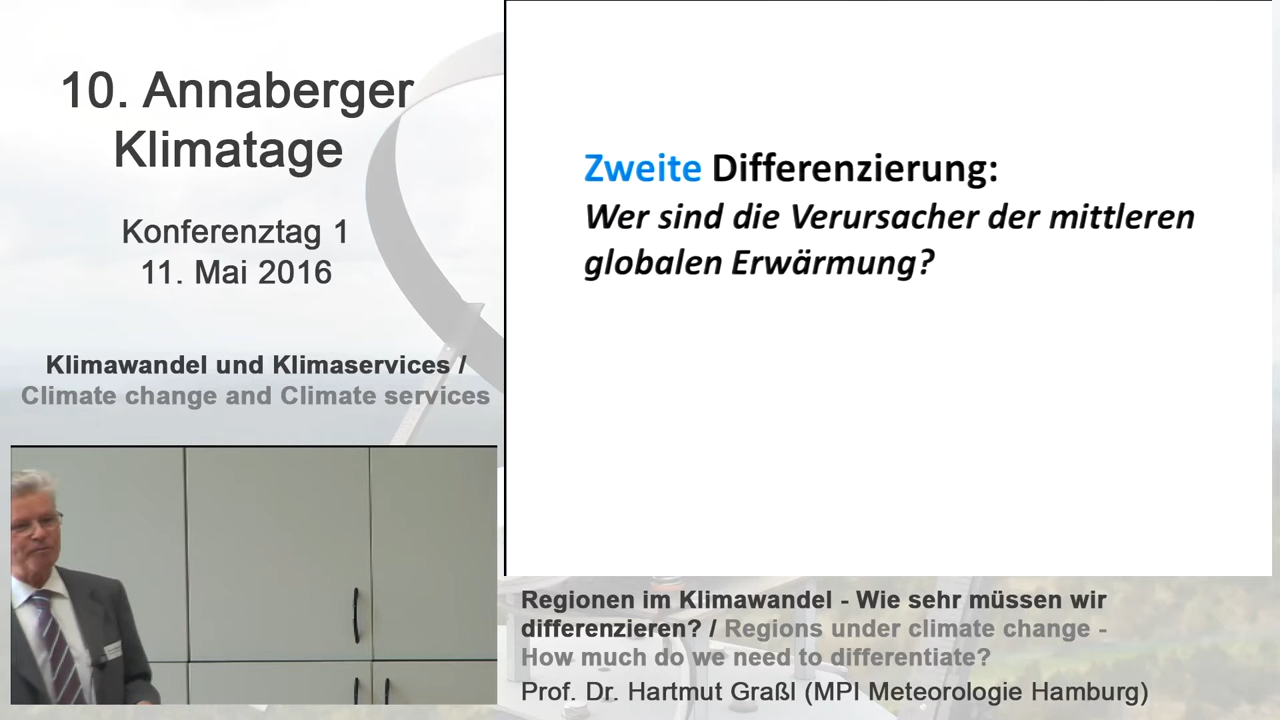 10. Annaberger
Klimatage
Konferenztag 1
11. Mai 2016
Klimawandel und Klimaservices /
Climate change and Climate services
Zweite Differenzierung:
Wer sind die Verursacher der mittleren
globalen Erwärmung?
Regionen im Klimawandel - Wie sehr müssen wir
differenzieren? / Regions under climate change -
How much do we need to differentiate?
Prof. Dr. Hartmut Graßl (MPI Meteorologie Hamburg)